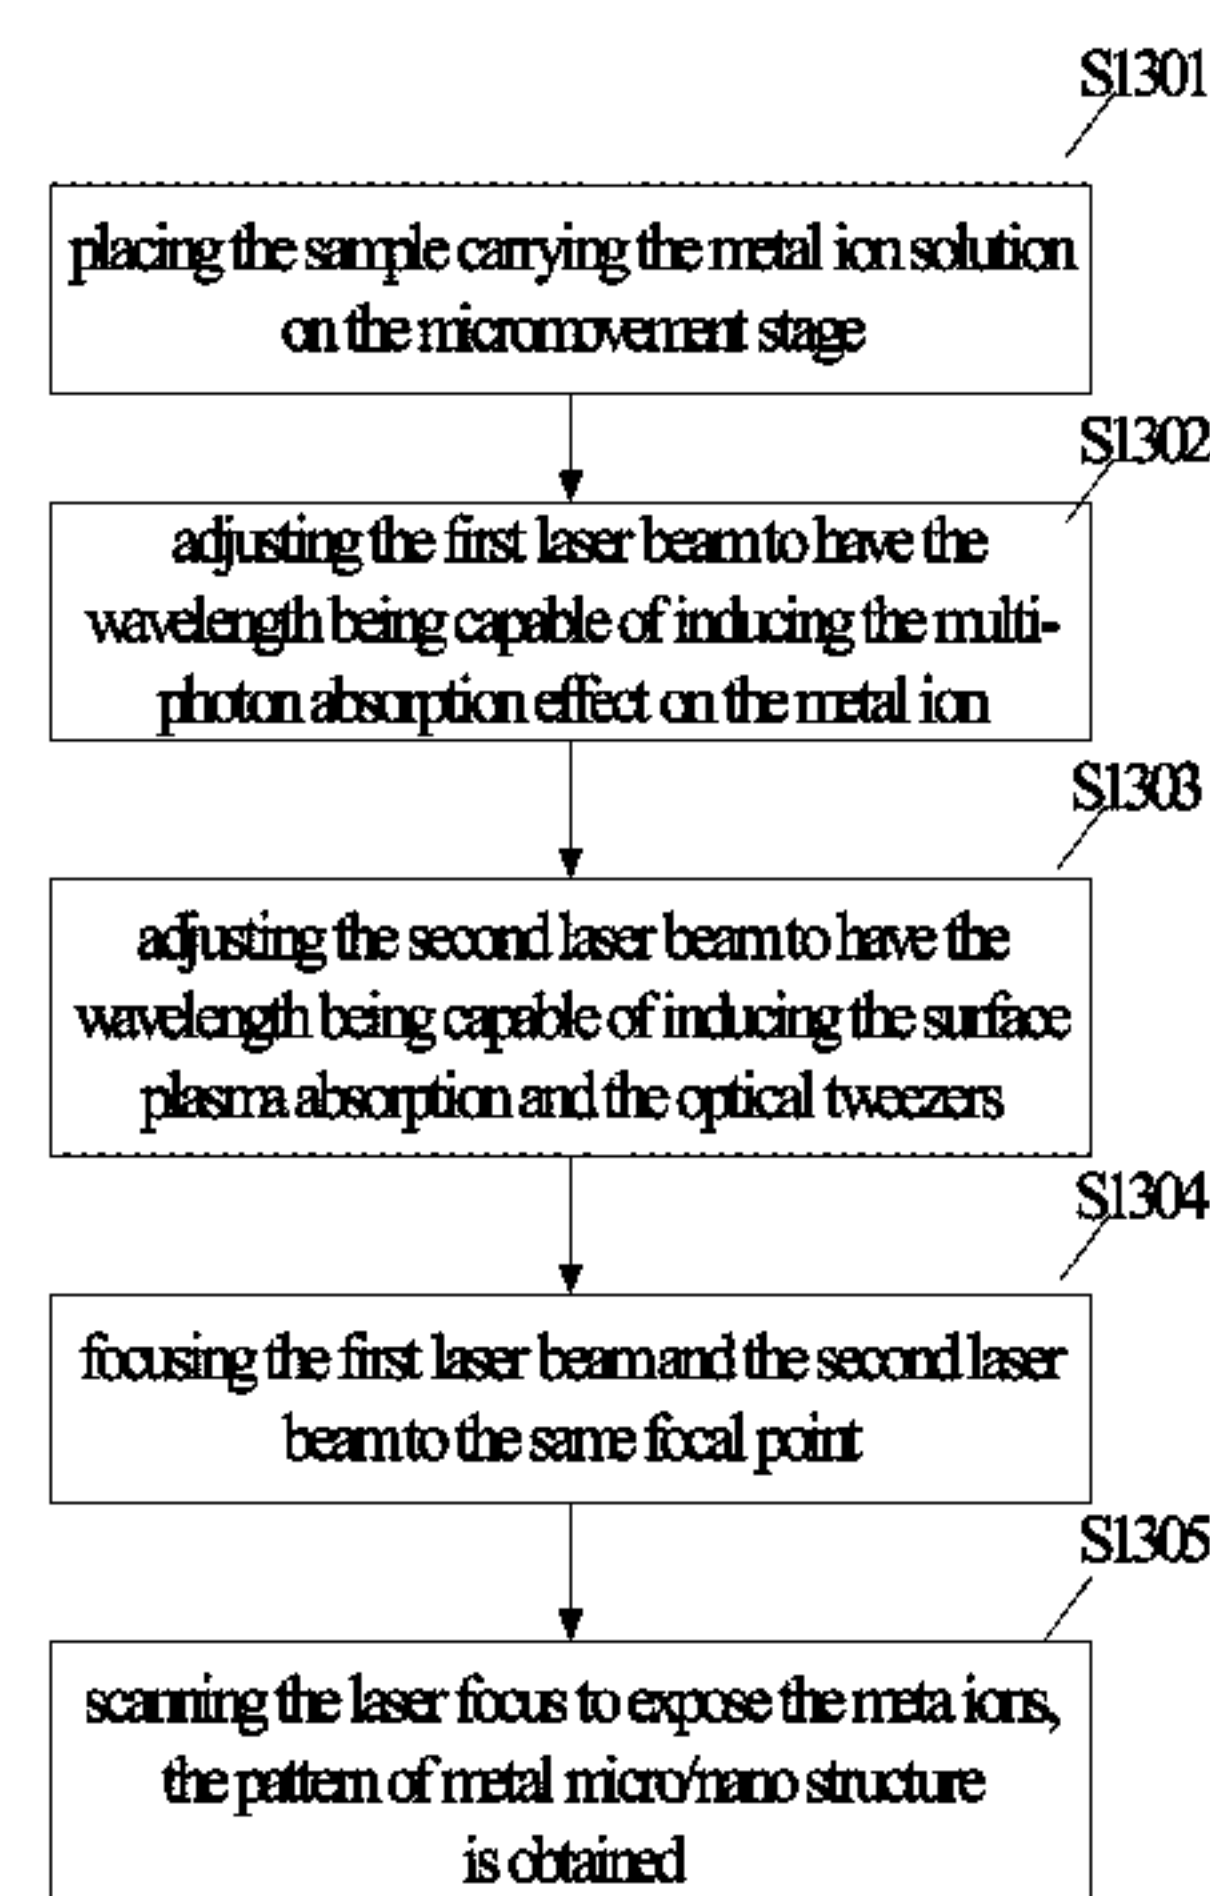 S1301
placing the sample carrying the metal ion solution
on the micromovement stage
S1302
adjusting the first laser beam to have the
wavelength being capable of inducing the multi-
photon absorption effect on the metal ion
S1303
adjusting the second laser beam to have the
wavelength being capable of inducing the surface
plasma absorption and the optical tweezers
S1304
focusing the first laser beam and the second laser
beam to the same focal point
S1305
scanning the laser focus to expose the meta ions,
the pattern of metal micro/nano structure
is obtained